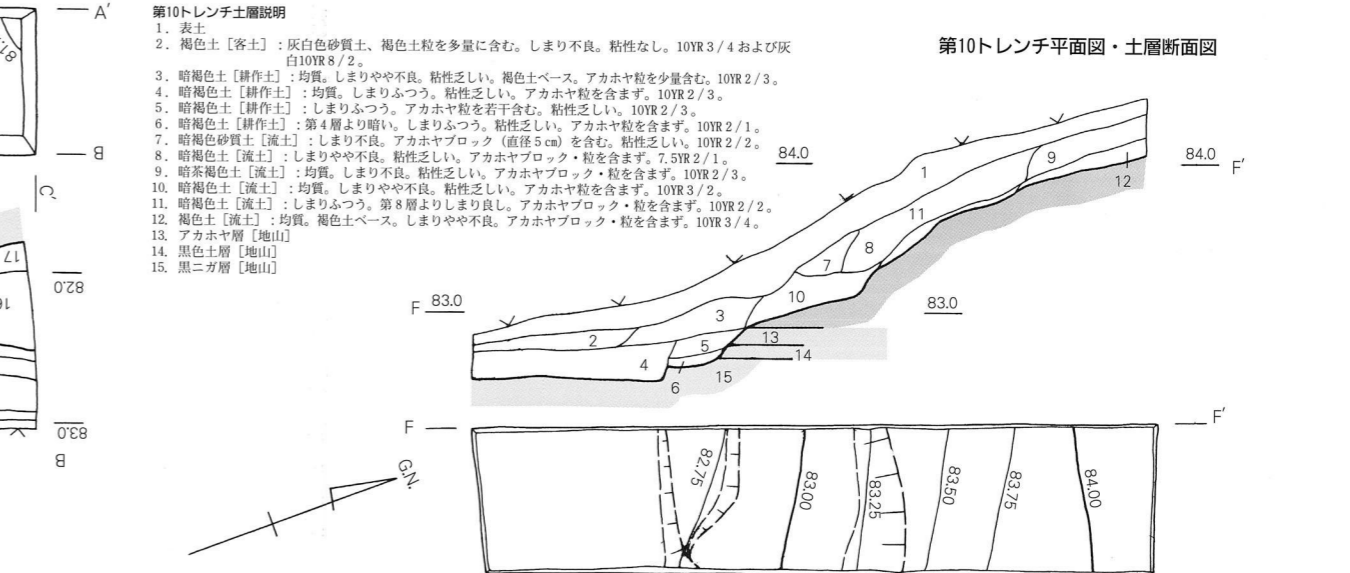 第10トレンチ土層説明
1. 表土
2. 褐色土［客土］：灰白色砂質土、褐色土粒を多量に含む。しまり不良。粘性なし。10YR3/4および灰
白10YR8/2。
3. 暗褐色土［耕作土］：均質。しまりやや不良。粘性乏しい。褐色土ベース。アカホヤ粒を少量含む。10YR2/3。
4. 暗褐色土［耕作土］：均質。しまりふつう。粘性乏しい。アカホヤ粒を含まず。10YR2/3。
5. 暗褐色土［耕作土］：しまりふつう。アカホヤ粒を若干含む。粘性乏しい。10YR2/3。
6. 暗褐色土［耕作土］：第4層より暗い。しまりふつう。粘性乏しい。アカホヤ粒を含まず。10YR2/1。
7. 暗褐色砂質土［流土］：しまり不良。アカホヤブロック（直径5㎝）を含む。粘性乏しい。10YR2/2。
8. 暗褐色土［流土］：しまりやや不良。粘性乏しい。アカホヤブロック・粒を含まず。7.5YR2/1。
9. 暗茶褐色土［流土］：均質。しまり不良。粘性乏しい。アカホヤブロック・粒を含まず。10YR2/3。
10. 暗褐色土［流土］：均質。しまりやや不良。粘性乏しい。アカホヤ粒を含まず。10YR3/2。
11. 暗褐色土［流土］：しまりふつう。第8層よりしまり良し。アカホヤブロック・粒を含まず。10YR2/2。
12. 褐色土［流土］：均質。褐色土ベース。しまりやや不良。アカホヤブロック・粒を含まず。10YR3/4。
13. アカホヤ層［地山］
14. 黒色土層［地山］
15. 黒ニガ層［地山］
第10トレンチ平面図・土層断面図
A′
B
C′
17
82.0
16
83.0
B
84.0
84.0
F′
F
83.0
83.0
1
2
3
4
5
6
7
8
9
10
11
12
13
14
15
F
F′
82.75
83.00
83.25
83.50
83.75
84.00
G.N.